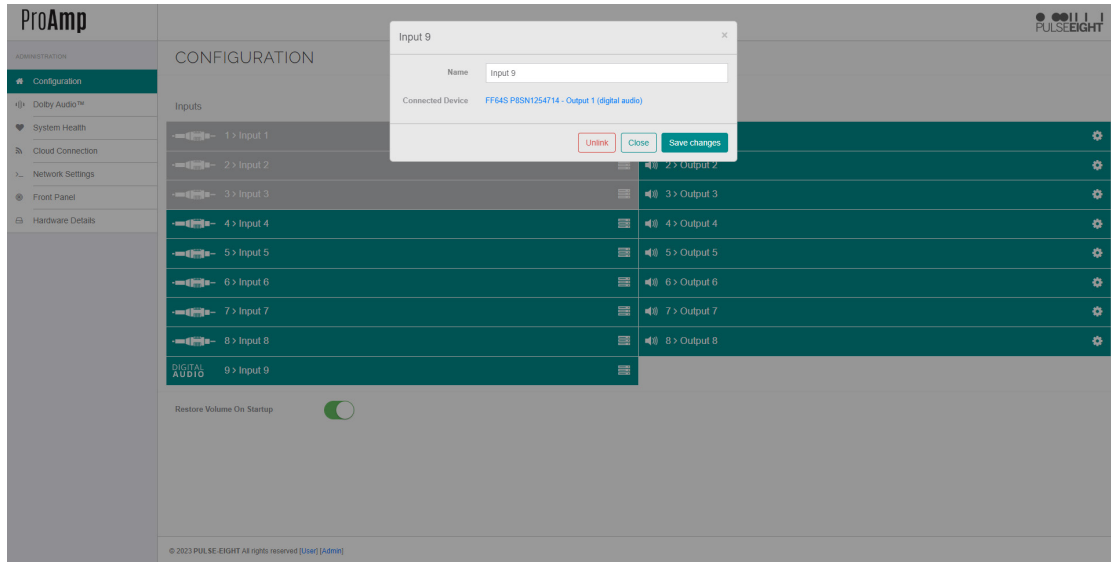 ProAmp
PULSEEIGHT
ADMINISTRATION
Configuration
Dolby Audio™
System Health
Cloud Connection
Network Settings
Front Panel
Hardware Details
CONFIGURATION
Input 9
×
Name
Input 9
Connected Device
FF64S P8SN1254714 - Output 1 (digital audio)
Unlink
Close
Save changes
Inputs
1 > Input 1
2 > Input 2
2 > Output 2
3 > Input 3
3 > Output 3
4 > Input 4
4 > Output 4
5 > Input 5
5 > Output 5
6 > Input 6
6 > Output 6
7 > Input 7
7 > Output 7
8 > Input 8
8 > Output 8
DIGITAL
AUDIO
9 > Input 9
Restore Volume On Startup
© 2023 PULSE-EIGHT All rights reserved [User] [Admin]